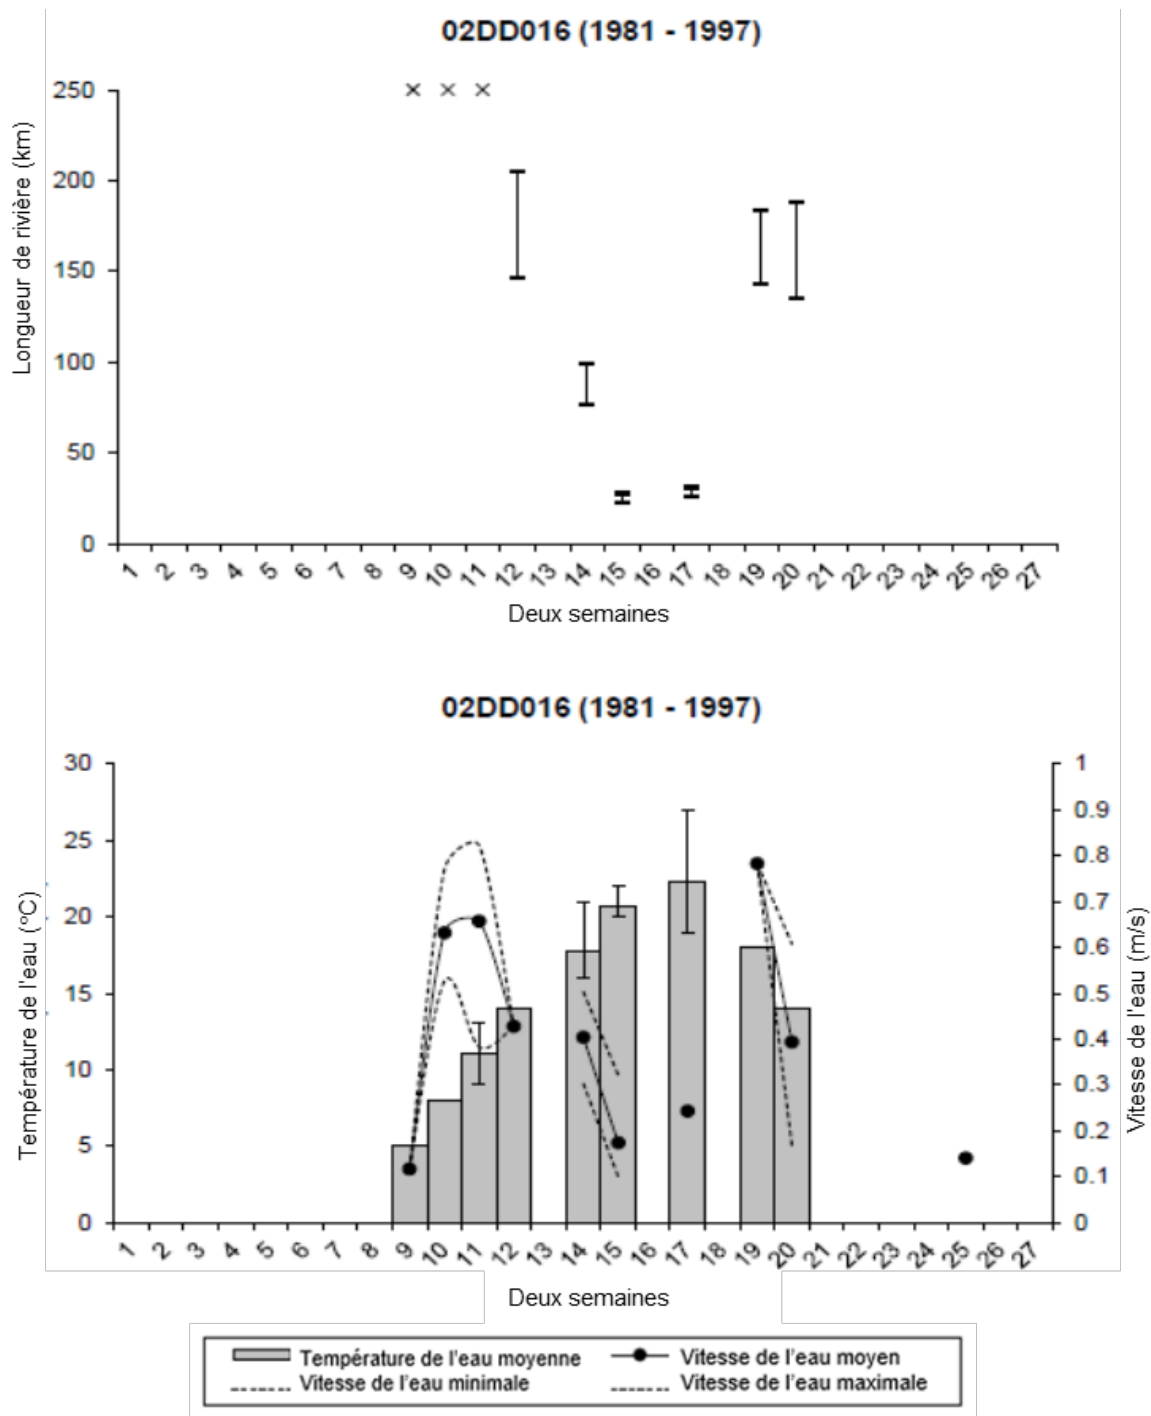 02DD016 (1981 - 1997)
Longueur de rivière (km)
250
200
150
100
50
0
1 2 3 4 5 6 7 8 9 10 11 12 13 14 15 16 17 18 19 20 21 22 23 24 25 26 27
Deux semaines
02DD016 (1981 - 1997)
Température de l'eau (°C)
30
25
20
15
10
5
0
1
0.9
0.8
0.7
0.6
0.5
0.4
0.3
0.2
0.1
0
Vitesse de l'eau (m/s)
1 2 3 4 5 6 7 8 9 10 11 12 13 14 15 16 17 18 19 20 21 22 23 24 25 26 27
Deux semaines
Température de l'eau moyenne Vitesse de l'eau moyen
Vitesse de l'eau minimale Vitesse de l'eau maximale